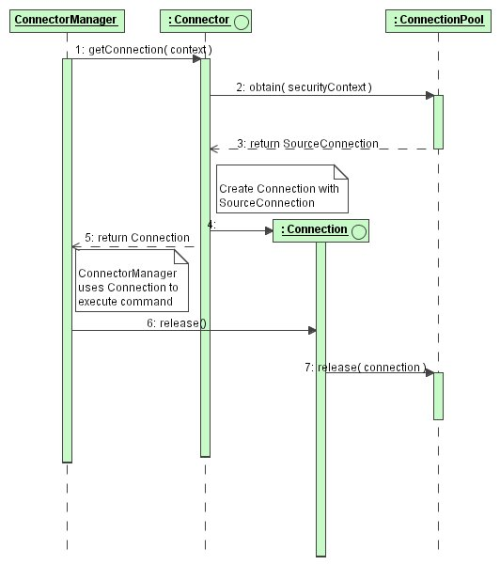 ConnectorManager
: Connector
: ConnectionPool
1: getConnection( context )
2: obtain( securityContext )
3: return SourceConnection
Create Connection with
SourceConnection
4:
: Connection
5: return Connection
ConnectorManager
uses Connection to
execute command
6: release()
7: release( connection )